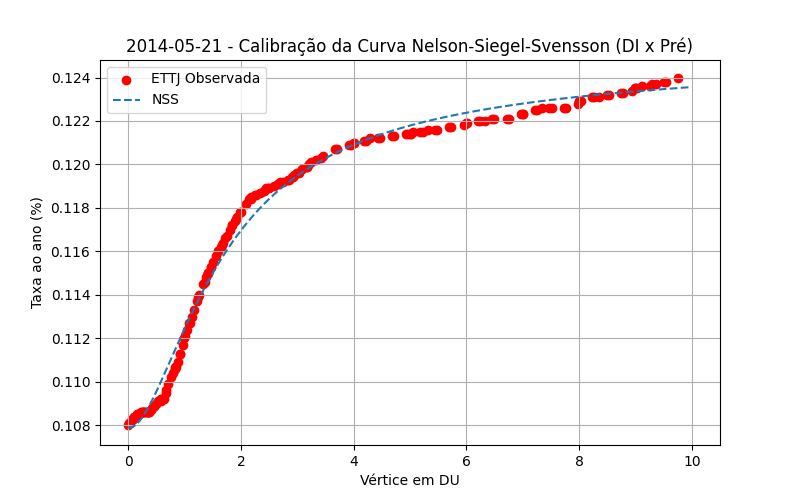 2014-05-21 - Calibração da Curva Nelson-Siegel-Svensson (DI x Pré)
ETTJ Observada
NSS
Taxa ao ano (%)
0.124
0.122
0.120
0.118
0.116
0.114
0.112
0.110
0.108
0 2 4 6 8 10
Vértice em DU